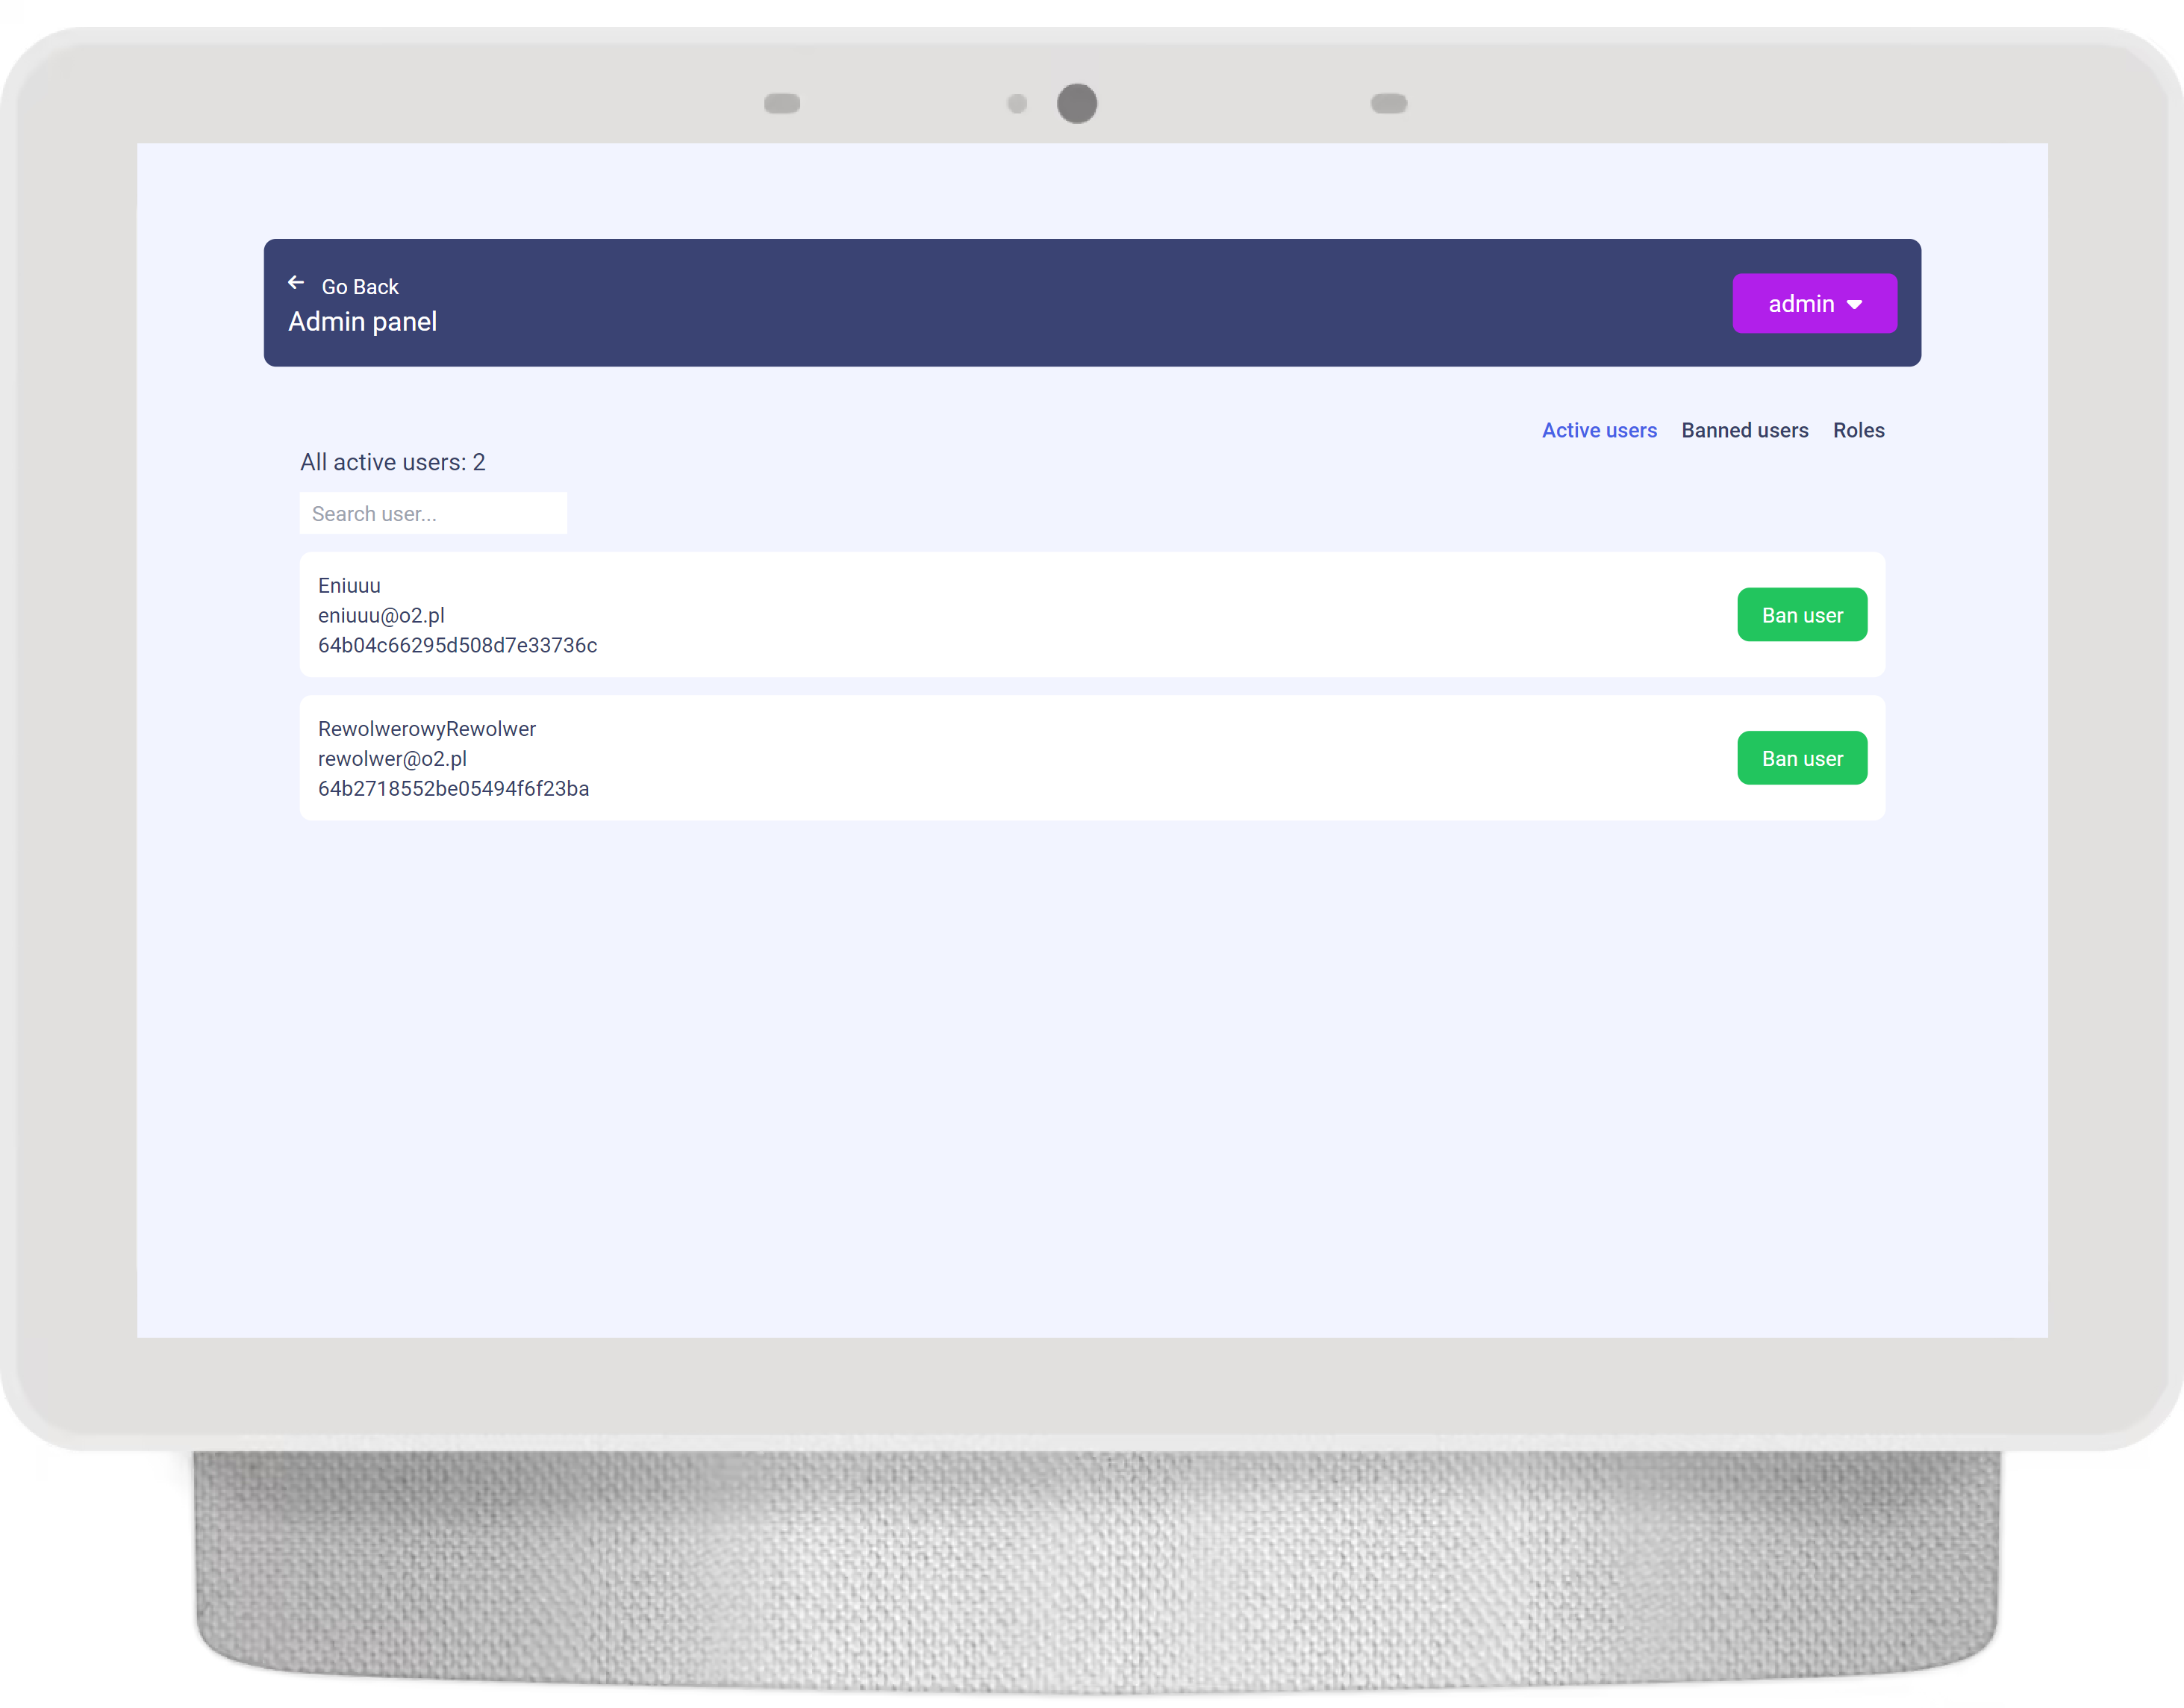 Go Back
Admin panel
admin
Active users Banned users Roles
All active users: 2
Search user...
Eniuuu
eniuuu@o2.pl
64b04c66295d508d7e33736c
Ban user
RewolwerowyRewolwer
rewolwer@o2.pl
64b2718552be05494f6f23ba
Ban user